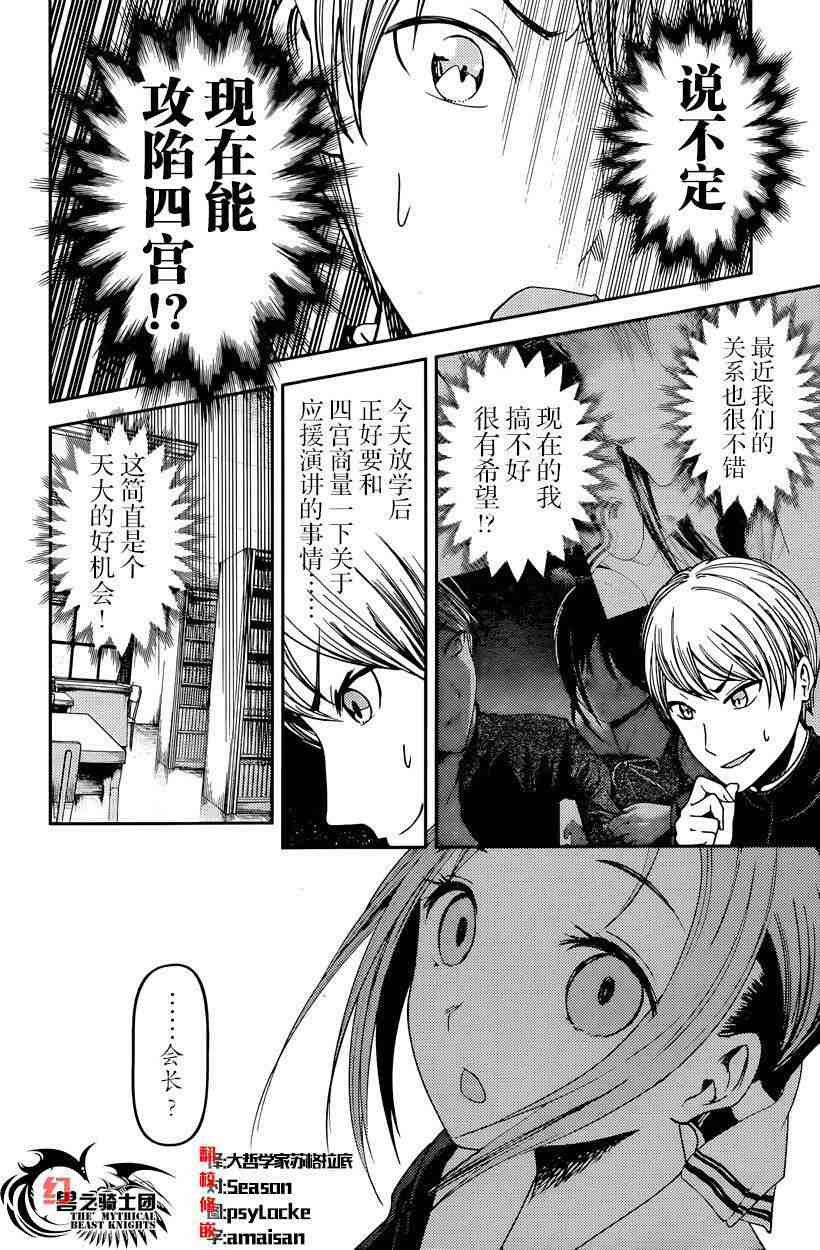 说不定
现在能
攻陷四宫
!?
最近我们的
关系也很不错
现在的我
搞不好
很有希望!?
今天放学后
正好要和
四宫商量一下关于
应援演讲的事情……
这简直是个
天大的好机会！
……会长？
幻兽之骑士团
THE MYTHICAL
BEAST KNIGHTS
翻校修嵌
译:大哲学家苏格拉底
:Season
图:psylocke
字:amaisan